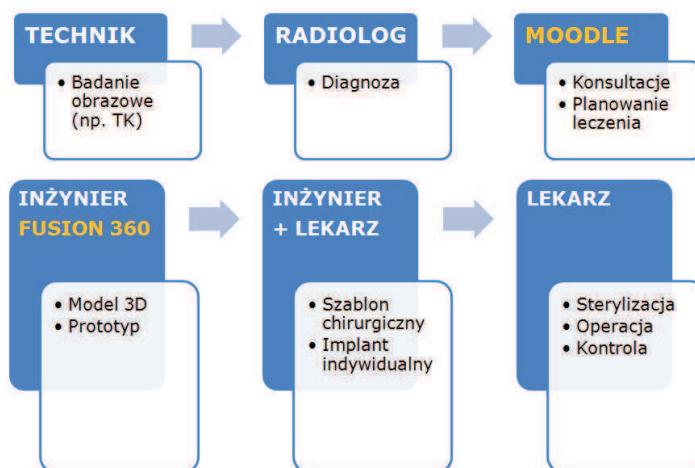 TECHNIK
• Badanie
obrazowe
(np. TK)
RADIOLOG
• Diagnoza
MOODLE
• Konsultacje
• Planowanie
leczenia
INŻYNIER
FUSION 360
• Model 3D
• Prototyp
INŻYNIER
+ LEKARZ
• Szablon
chirurgiczny
• Implant
indywidualny
LEKARZ
• Sterylizacja
• Operacja
• Kontrola